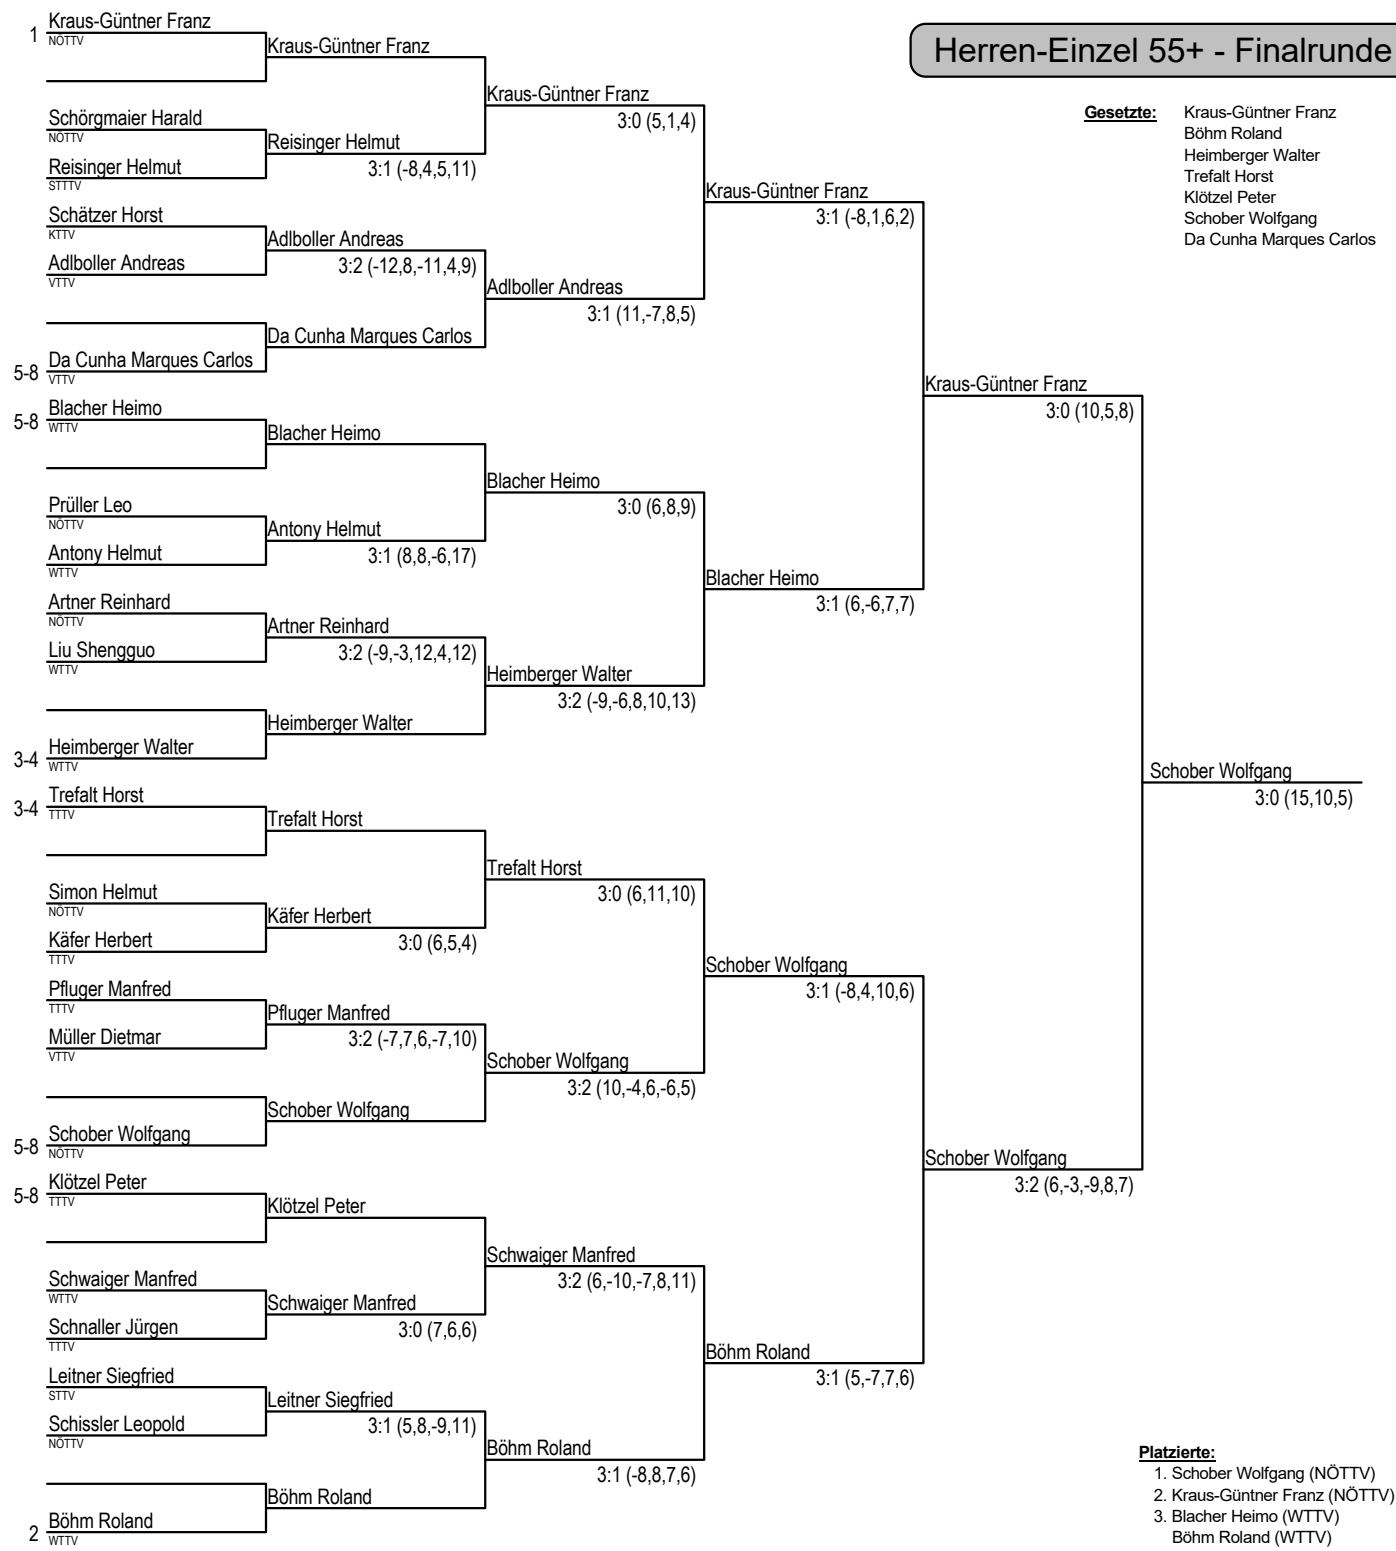 Herren-Einzel 55+ - Finalrunde
Gesetzte:
Kraus-Güntner Franz
Böhm Roland
Heimberger Walter
Trefalt Horst
Klötzel Peter
Schober Wolfgang
Da Cunha Marques Carlos
1
Kraus-Güntner Franz
NÖTTV
Schörgmaier Harald
NÖTTV
Reisinger Helmut
STTTV
Schätzer Horst
KTTV
Adlboller Andreas
VTTV
5-8
Da Cunha Marques Carlos
VTTV
5-8
Blacher Heimo
WTTV
Prüller Leo
NÖTTV
Antony Helmut
WTTV
Artner Reinhard
NÖTTV
Liu Shengguo
WTTV
3-4
Heimberger Walter
WTTV
3-4
Trefalt Horst
TTTV
Simon Helmut
NÖTTV
Käfer Herbert
TTTV
Pfluger Manfred
TTTV
Müller Dietmar
VTTV
5-8
Schober Wolfgang
NÖTTV
5-8
Klötzel Peter
TTTV
Schwaiger Manfred
WTTV
Schnaller Jürgen
TTTV
Leitner Siegfried
STTV
Schissler Leopold
NÖTTV
2
Böhm Roland
WTTV
Kraus-Güntner Franz
Reisinger Helmut
3:1 (-8,4,5,11)
Adlboller Andreas
3:2 (-12,8,-11,4,9)
Da Cunha Marques Carlos
Blacher Heimo
Antony Helmut
3:1 (8,8,-6,17)
Artner Reinhard
3:2 (-9,-3,12,4,12)
Heimberger Walter
Trefalt Horst
Käfer Herbert
3:0 (6,5,4)
Pfluger Manfred
3:2 (-7,7,6,-7,10)
Schober Wolfgang
Klötzel Peter
Schwaiger Manfred
3:0 (7,6,6)
Leitner Siegfried
3:1 (5,8,-9,11)
Böhm Roland
Kraus-Güntner Franz
3:0 (5,1,4)
Adlboller Andreas
3:1 (11,-7,8,5)
Blacher Heimo
3:0 (6,8,9)
Heimberger Walter
3:2 (-9,-6,8,10,13)
Trefalt Horst
3:0 (6,11,10)
Schober Wolfgang
3:2 (10,-4,6,-6,5)
Schwaiger Manfred
3:2 (6,-10,-7,8,11)
Böhm Roland
3:1 (-8,8,7,6)
Kraus-Güntner Franz
3:1 (-8,1,6,2)
Blacher Heimo
3:1 (6,-6,7,7)
Schober Wolfgang
3:1 (-8,4,10,6)
Böhm Roland
3:1 (5,-7,7,6)
Kraus-Güntner Franz
3:0 (10,5,8)
Schober Wolfgang
3:2 (6,-3,-9,8,7)
Schober Wolfgang
3:0 (15,10,5)
Platzierte:
1. Schober Wolfgang (NÖTTV)
2. Kraus-Güntner Franz (NÖTTV)
3. Blacher Heimo (WTTV)
Böhm Roland (WTTV)